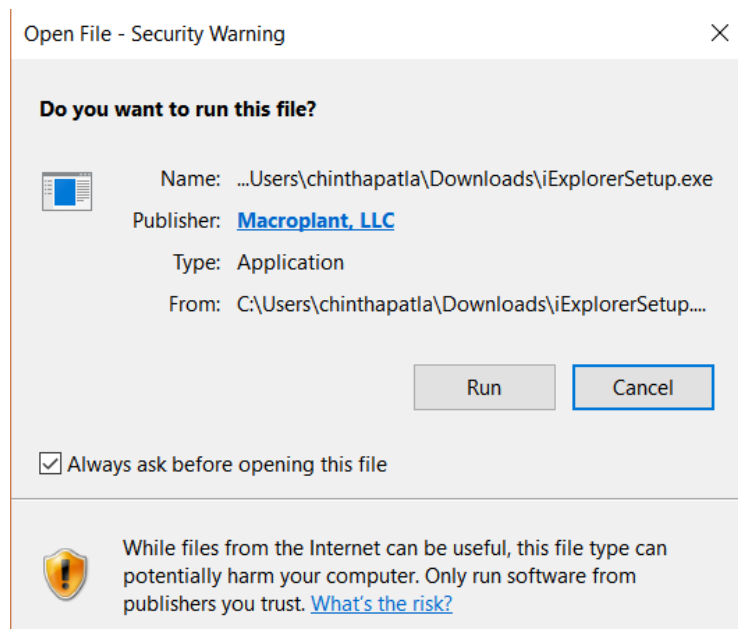 Open File - Security Warning
Do you want to run this file?
Name: ...Users\chinthapatla\Downloads\iExplorerSetup.exe
Publisher: Macroplant, LLC
Type: Application
From: C:\Users\chinthapatla\Downloads\iExplorerSetup....
Run Cancel
Always ask before opening this file
While files from the Internet can be useful, this file type can
potentially harm your computer. Only run software from
publishers you trust. What's the risk?